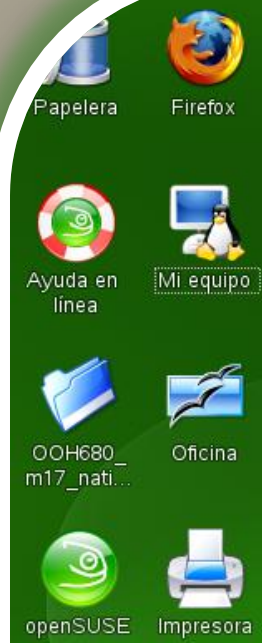 Papelera
Firefox
Ayuda en
línea
Mi equipo
OOH680_
m17_nati...
Oficina
openSUSE
Impresora